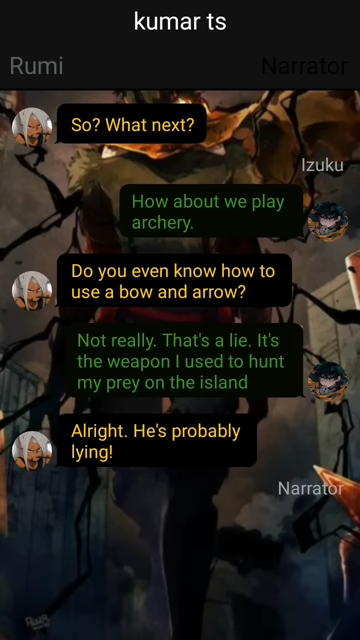 kumar ts
Rumi
Narrator
So? What next?
Izuku
How about we play
archery.
Do you even know how to
use a bow and arrow?
Not really. That's a lie. It's
the weapon I used to hunt
my prey on the island
Alright. He's probably
lying!
Narrator